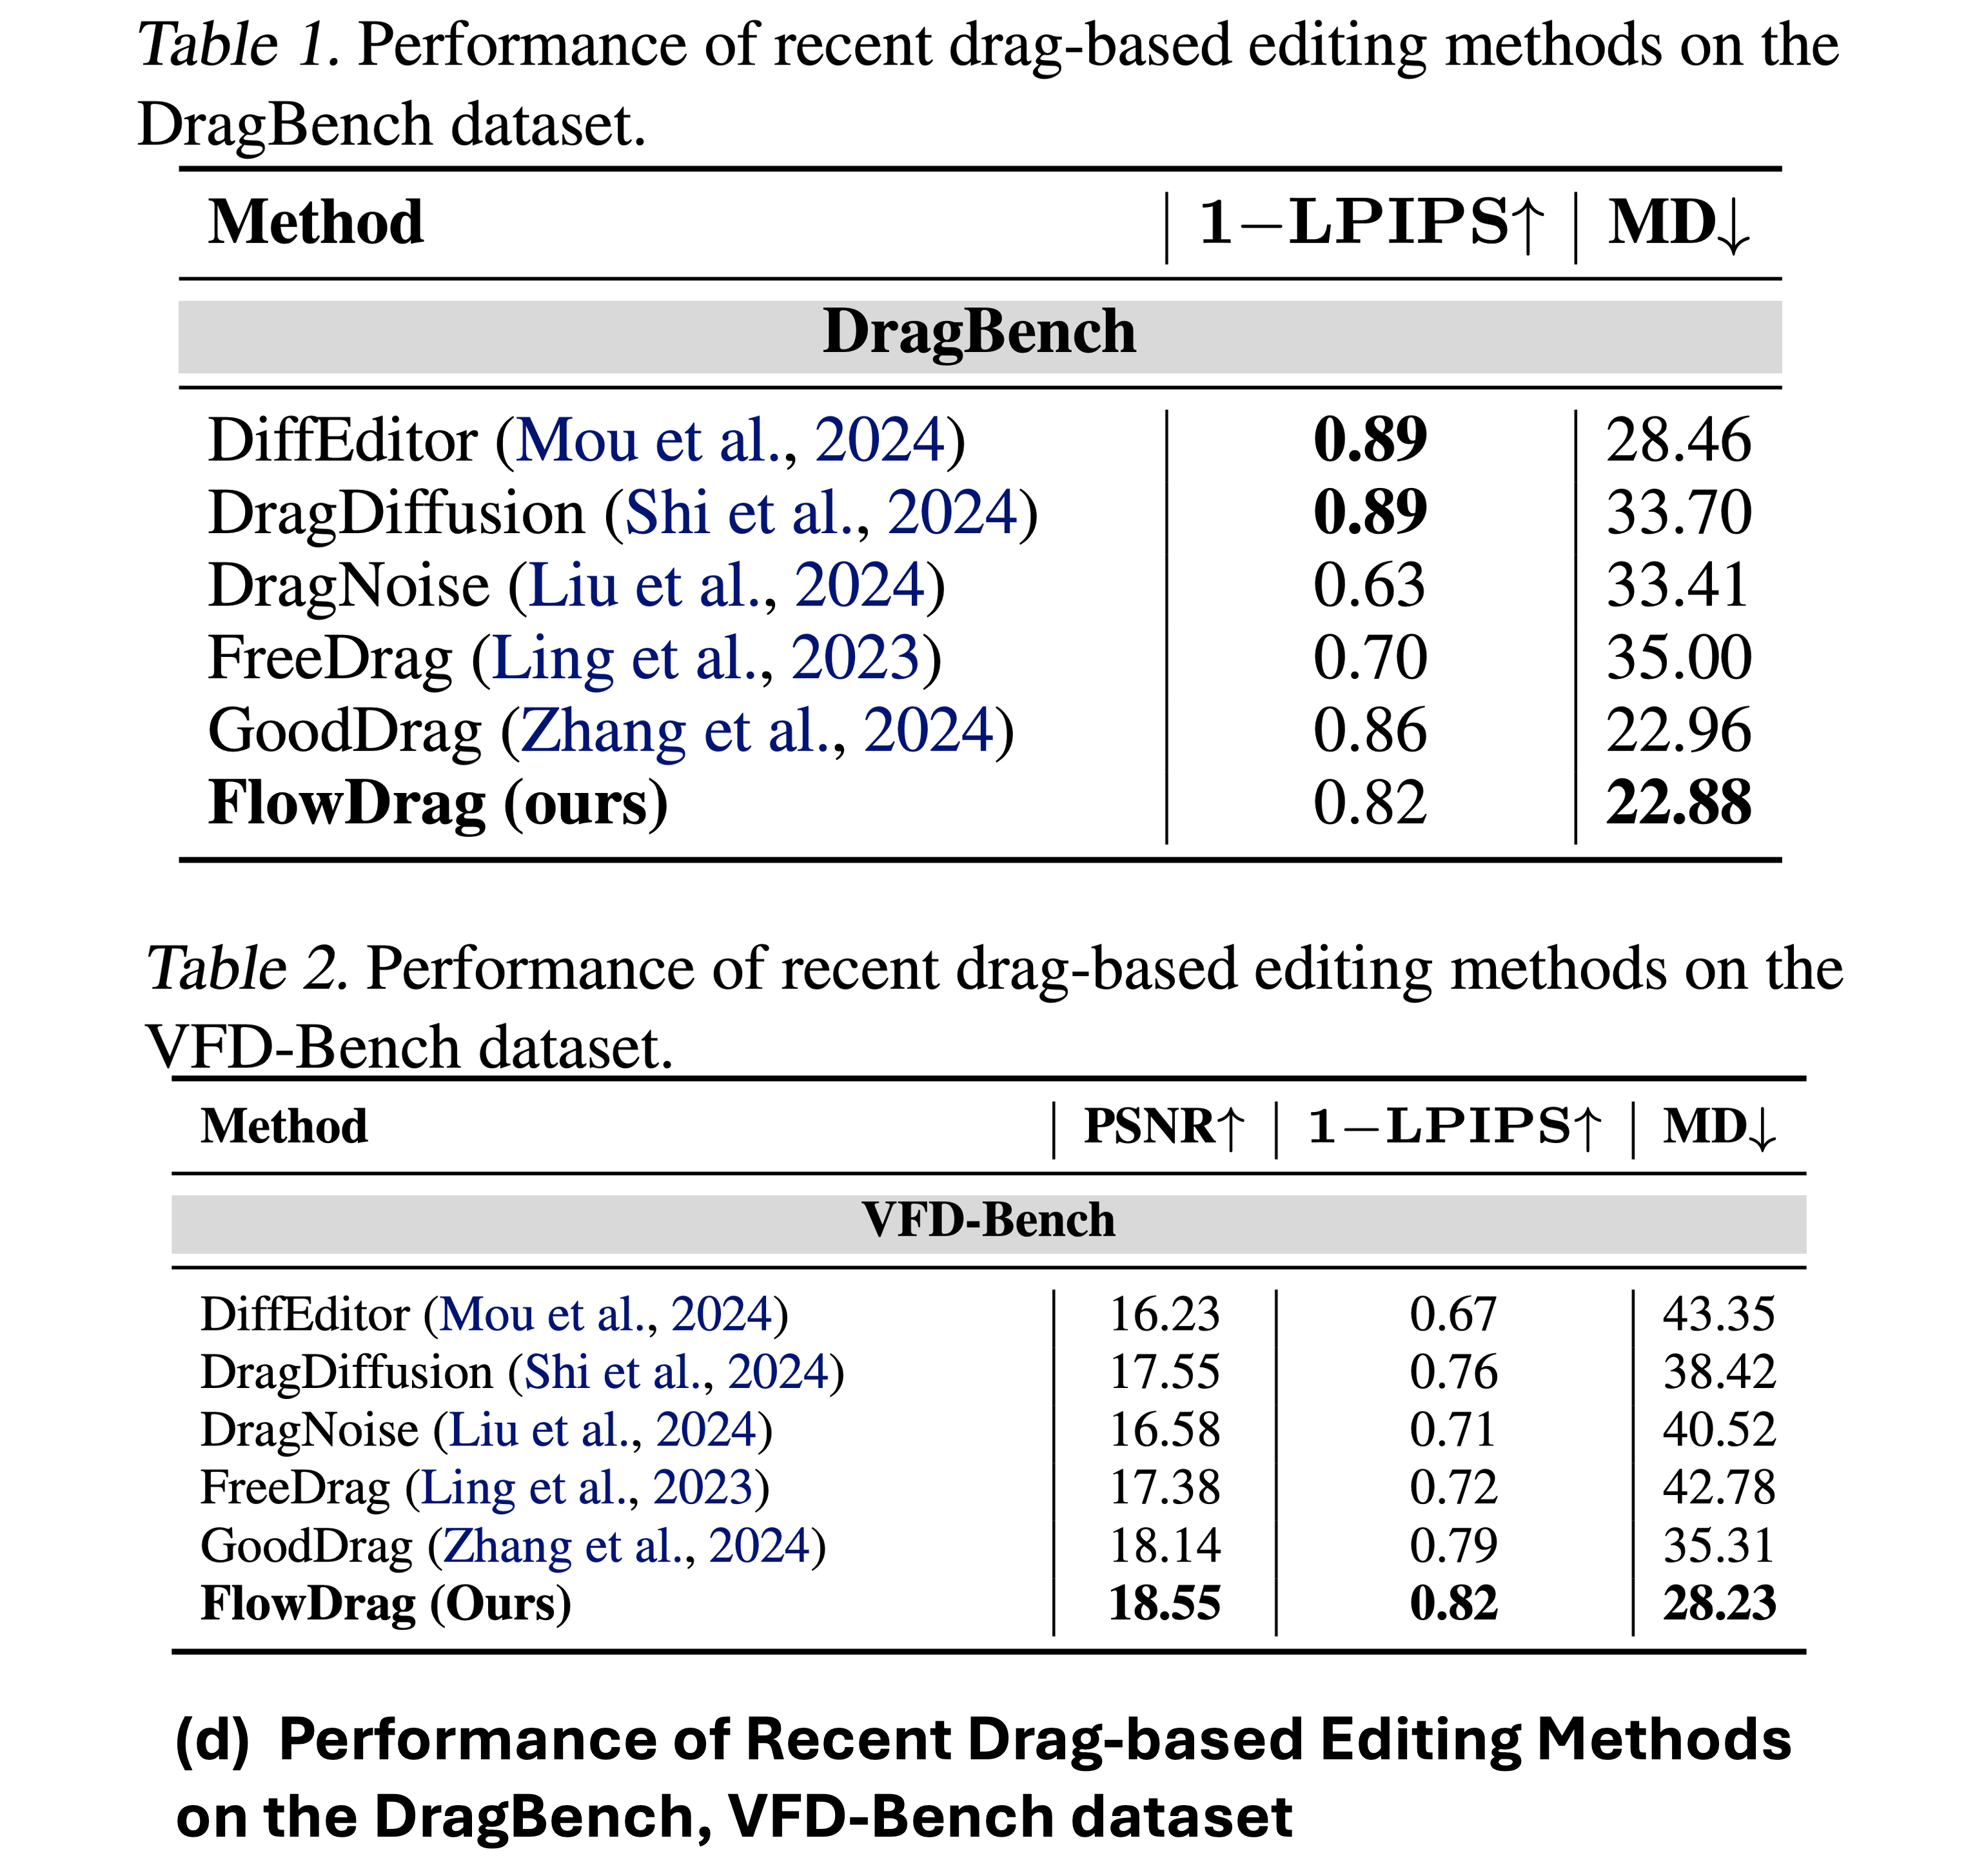 Table 1. Performance of recent drag-based editing methods on the
DragBench dataset.
Method 1−LPIPS↑ MD↓
DragBench
DiffEditor (Mou et al., 2024) 0.89 28.46
DragDiffusion (Shi et al., 2024) 0.89 33.70
DragNoise (Liu et al., 2024) 0.63 33.41
FreeDrag (Ling et al., 2023) 0.70 35.00
GoodDrag (Zhang et al., 2024) 0.86 22.96
FlowDrag (ours) 0.82 22.88
Table 2. Performance of recent drag-based editing methods on the
VFD-Bench dataset.
Method PSNR↑ 1−LPIPS↑ MD↓
VFD-Bench
DiffEditor (Mou et al., 2024) 16.23 0.67 43.35
DragDiffusion (Shi et al., 2024) 17.55 0.76 38.42
DragNoise (Liu et al., 2024) 16.58 0.71 40.52
FreeDrag (Ling et al., 2023) 17.38 0.72 42.78
GoodDrag (Zhang et al., 2024) 18.14 0.79 35.31
FlowDrag (Ours) 18.55 0.82 28.23
(d) Performance of Recent Drag-based Editing Methods
on the DragBench, VFD-Bench dataset